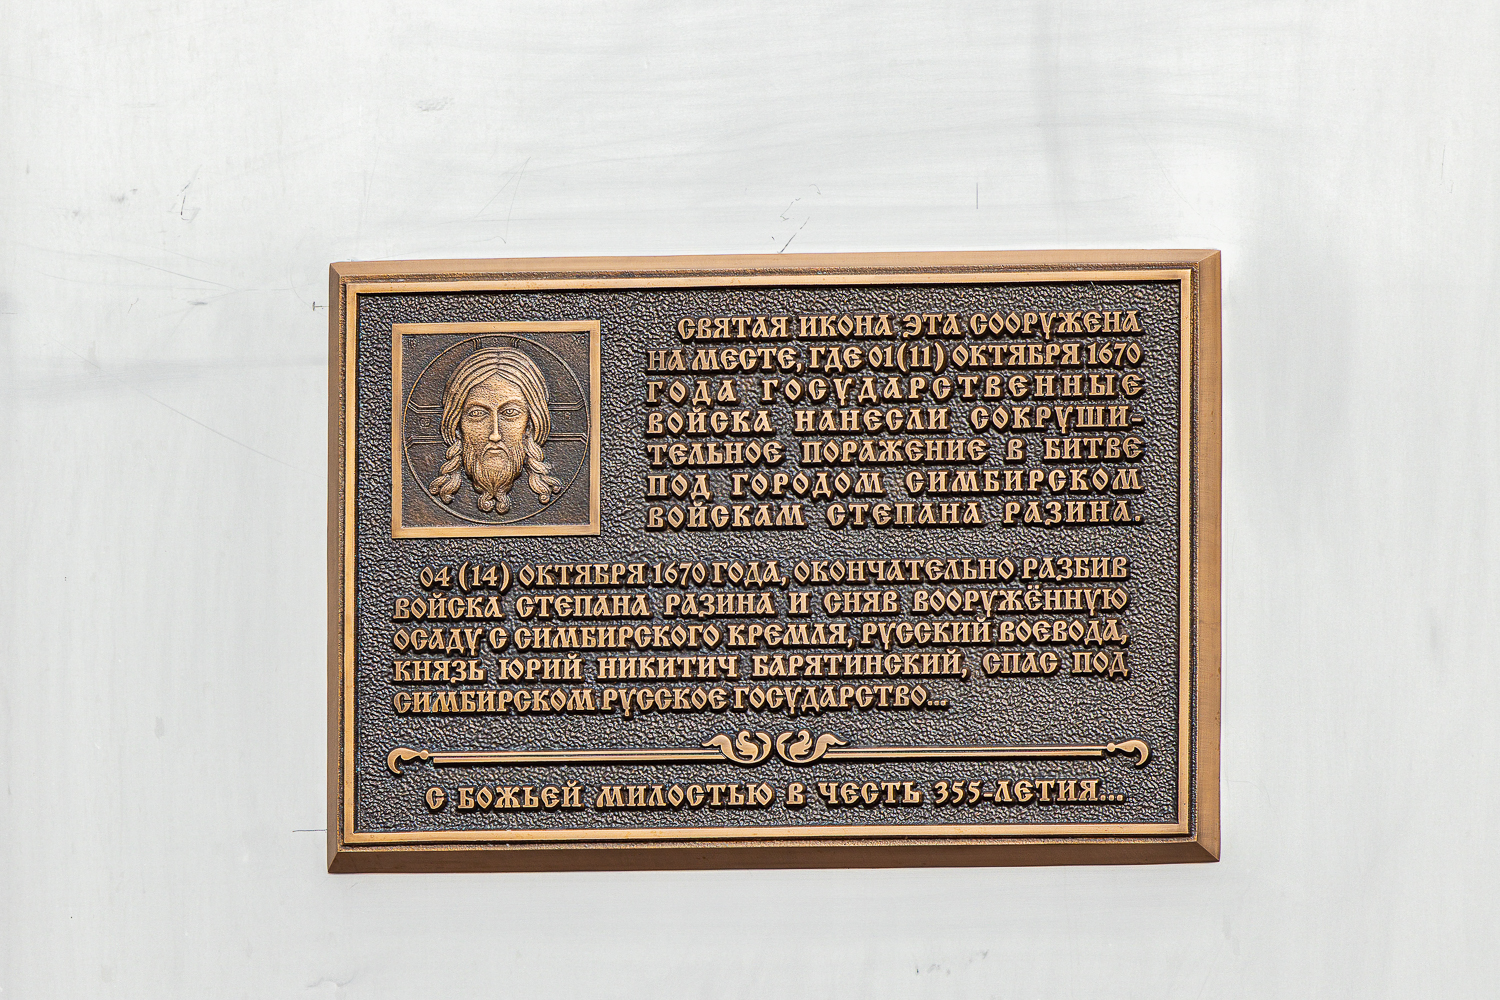 СВЯТАЯ ИКОНА ЭТА СООРУЖЕНА
НА МЕСТЕ, ГДЕ 01(11) ОКТЯБРЯ 1670
ГОДА ГОСУДАРСТВЕННЫЕ
ВОЙСКА НАНЕСЛИ СОКРУШИ-
ТЕЛЬНОЕ ПОРАЖЕНИЕ В БИТВЕ
ПОД ГОРОДОМ СИМБИРСКОМ
ВОЙСКАМ СТЕПАНА РАЗИНА.
04 (14) ОКТЯБРЯ 1670 ГОДА, ОКОНЧАТЕЛЬНО РАЗБИВ
ВОЙСКА СТЕПАНА РАЗИНА И СНЯВ ВООРУЖЁННУЮ
ОСАДУ С СИМБИРСКОГО КРЕМЛЯ, РУССКИЙ ВОЕВОДА,
КНЯЗЬ ЮРИЙ НИКИТИЧ БАРЯТИНСКИЙ, СПАС ПОД
СИМБИРСКОМ РУССКОЕ ГОСУДАРСТВО...
С БОЖЬЕЙ МИЛОСТЬЮ В ЧЕСТЬ 355-ЛЕТИЯ...